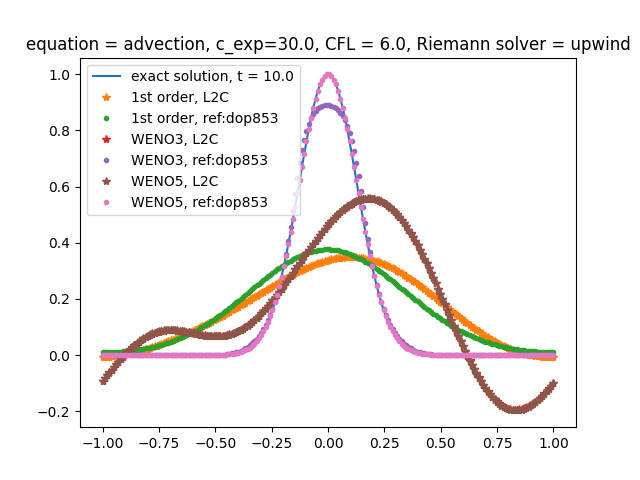 equation = advection, c_exp=30.0, CFL = 6.0, Riemann solver = upwind
exact solution, t = 10.0
1st order, L2C
1st order, ref:dop853
WENO3, L2C
WENO3, ref:dop853
WENO5, L2C
WENO5, ref:dop853
1.0
0.8
0.6
0.4
0.2
0.0
−0.2
−1.00 −0.75 −0.50 −0.25 0.00 0.25 0.50 0.75 1.00